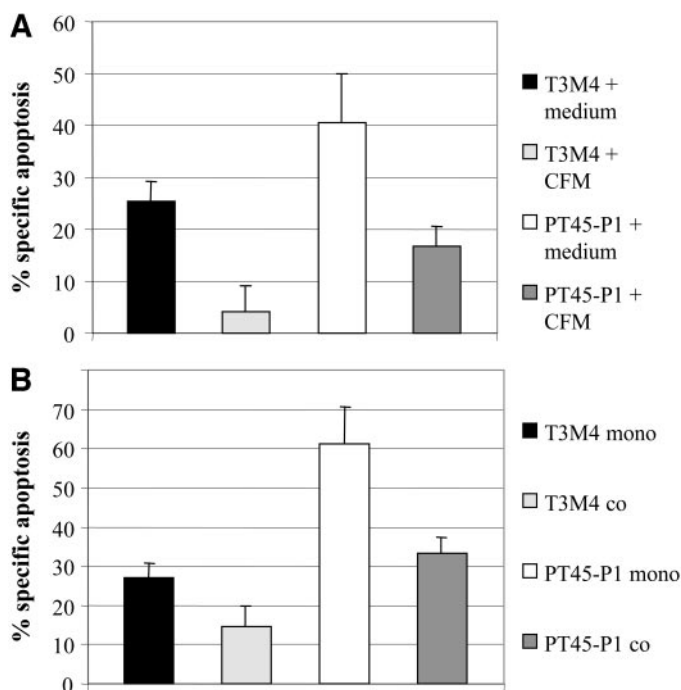 A
% specific apoptosis
60
50
40
30
20
10
0
T3M4 +
medium
T3M4 +
CFM
PT45-P1 +
medium
PT45-P1 +
CFM
B
% specific apoptosis
70
60
50
40
30
20
10
0
T3M4 mono
T3M4 co
PT45-P1 mono
PT45-P1 co